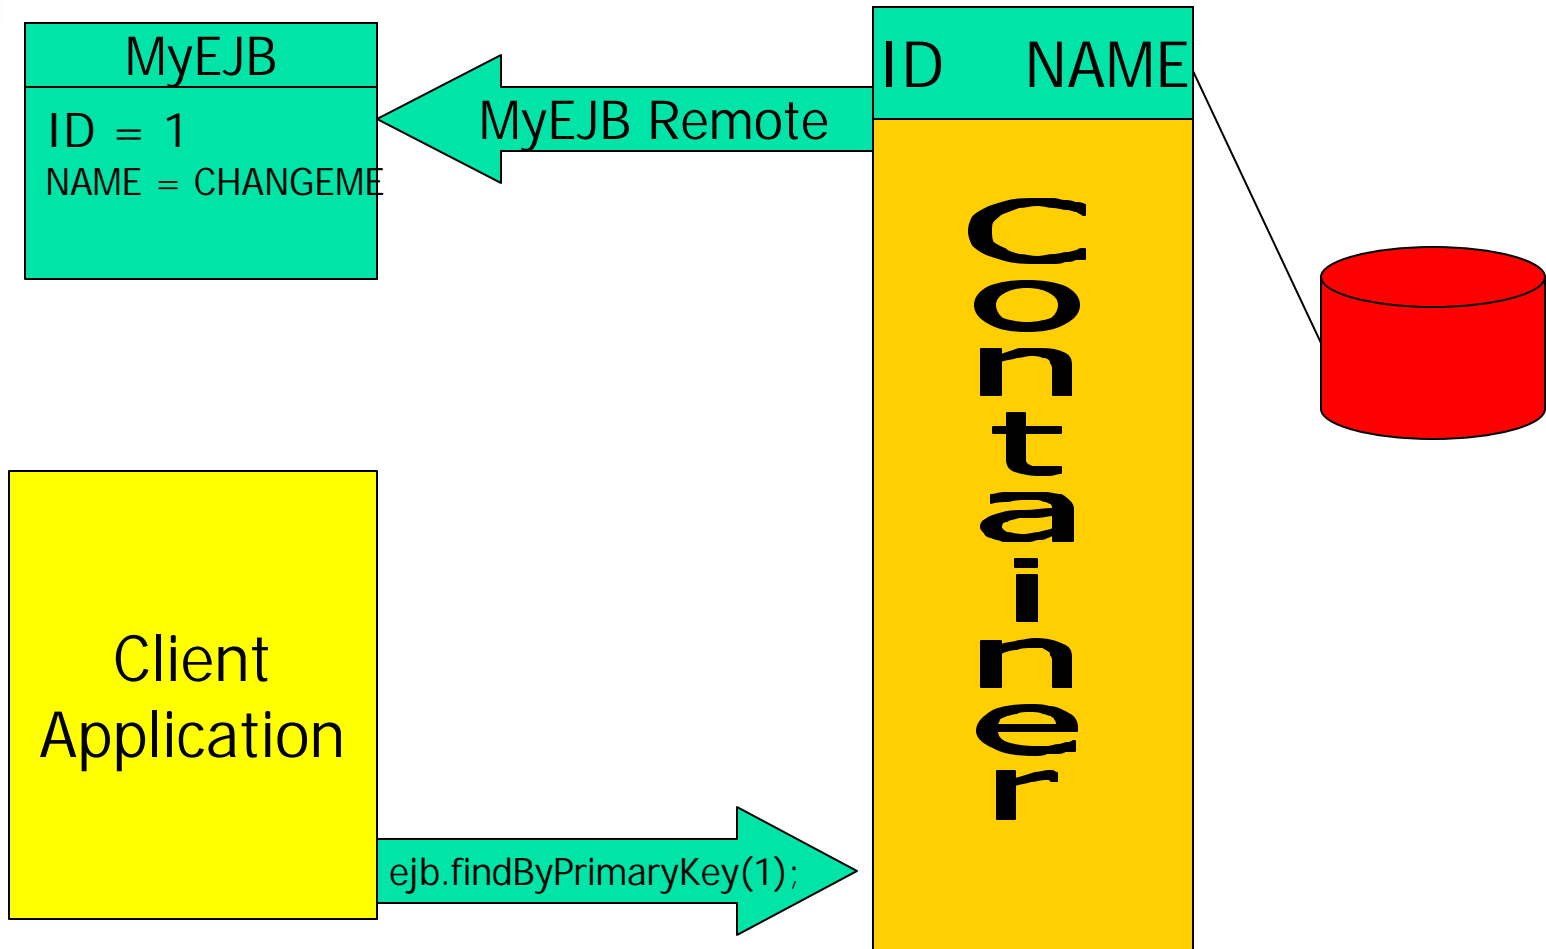 MyEJB
ID = 1
NAME = CHANGEME
MyEJB Remote
ID NAME
Container
Client
Application
ejb.findByPrimaryKey(1);